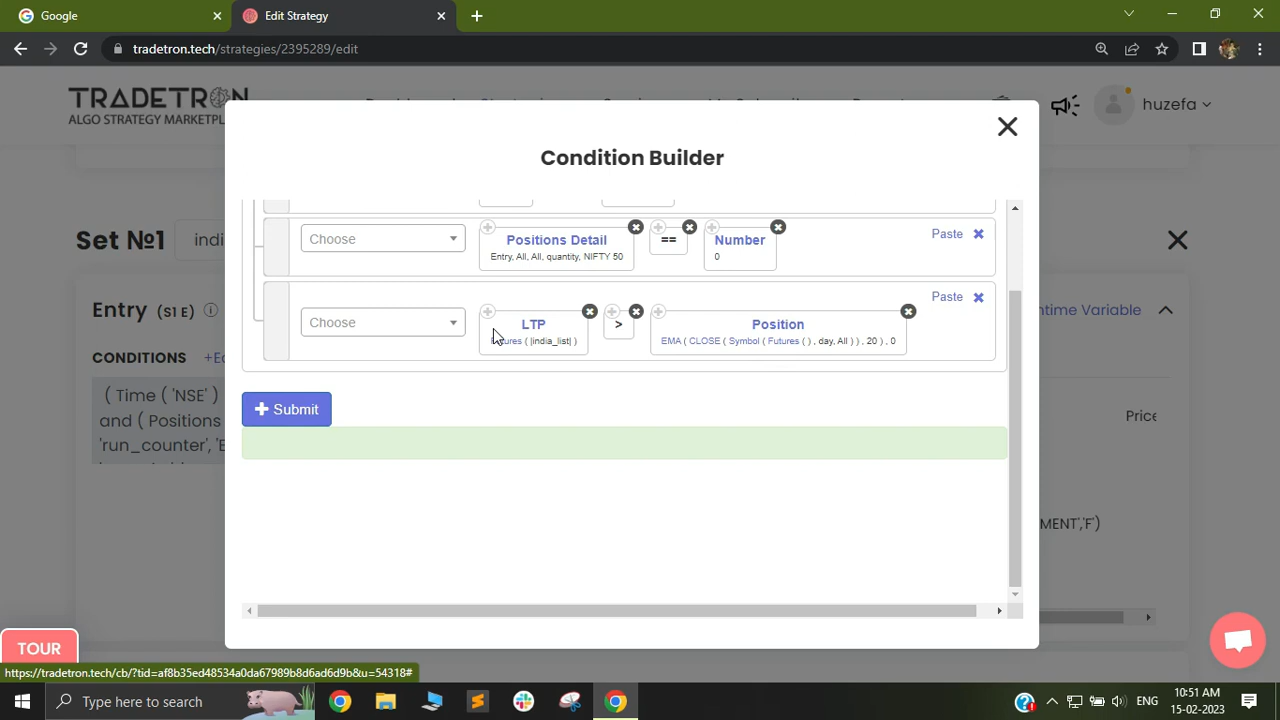 Google
Edit Strategy
tradetron.tech/strategies/2395289/edit
TRADETRON
ALGO STRATEGY MARKETPL
huzefa
Condition Builder
Set №1
indi
Choose
Positions Detail
Entry, All, All, quantity, NIFTY 50
==
Number
0
Paste
Entry (S1 E)
ntime Variable
Paste
Choose
LTP
( |india_list| )
>
Position
EMA ( CLOSE ( Symbol ( Futures ( ) , day, All ) ) , 20 ) , 0
CONDITIONS
( Time ( 'NSE' )
and ( Positions
'run_counter', 'E
Submit
Price
MENT','F')
TOUR
https://tradetron.tech/cb/?tid=af8b35ed48534a0da67989b8d6ad6d9b&u=54318#
Type here to search
ENG
10:51 AM
15-02-2023